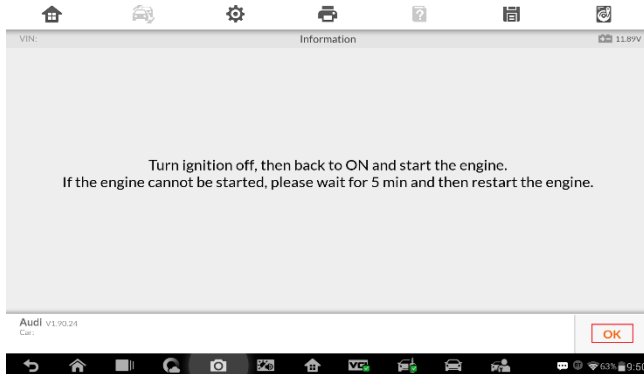 VIN:
Information
11.89V
Turn ignition off, then back to ON and start the engine.
If the engine cannot be started, please wait for 5 min and then restart the engine.
Audi V1.90.24
Car:
OK
VCI
63%